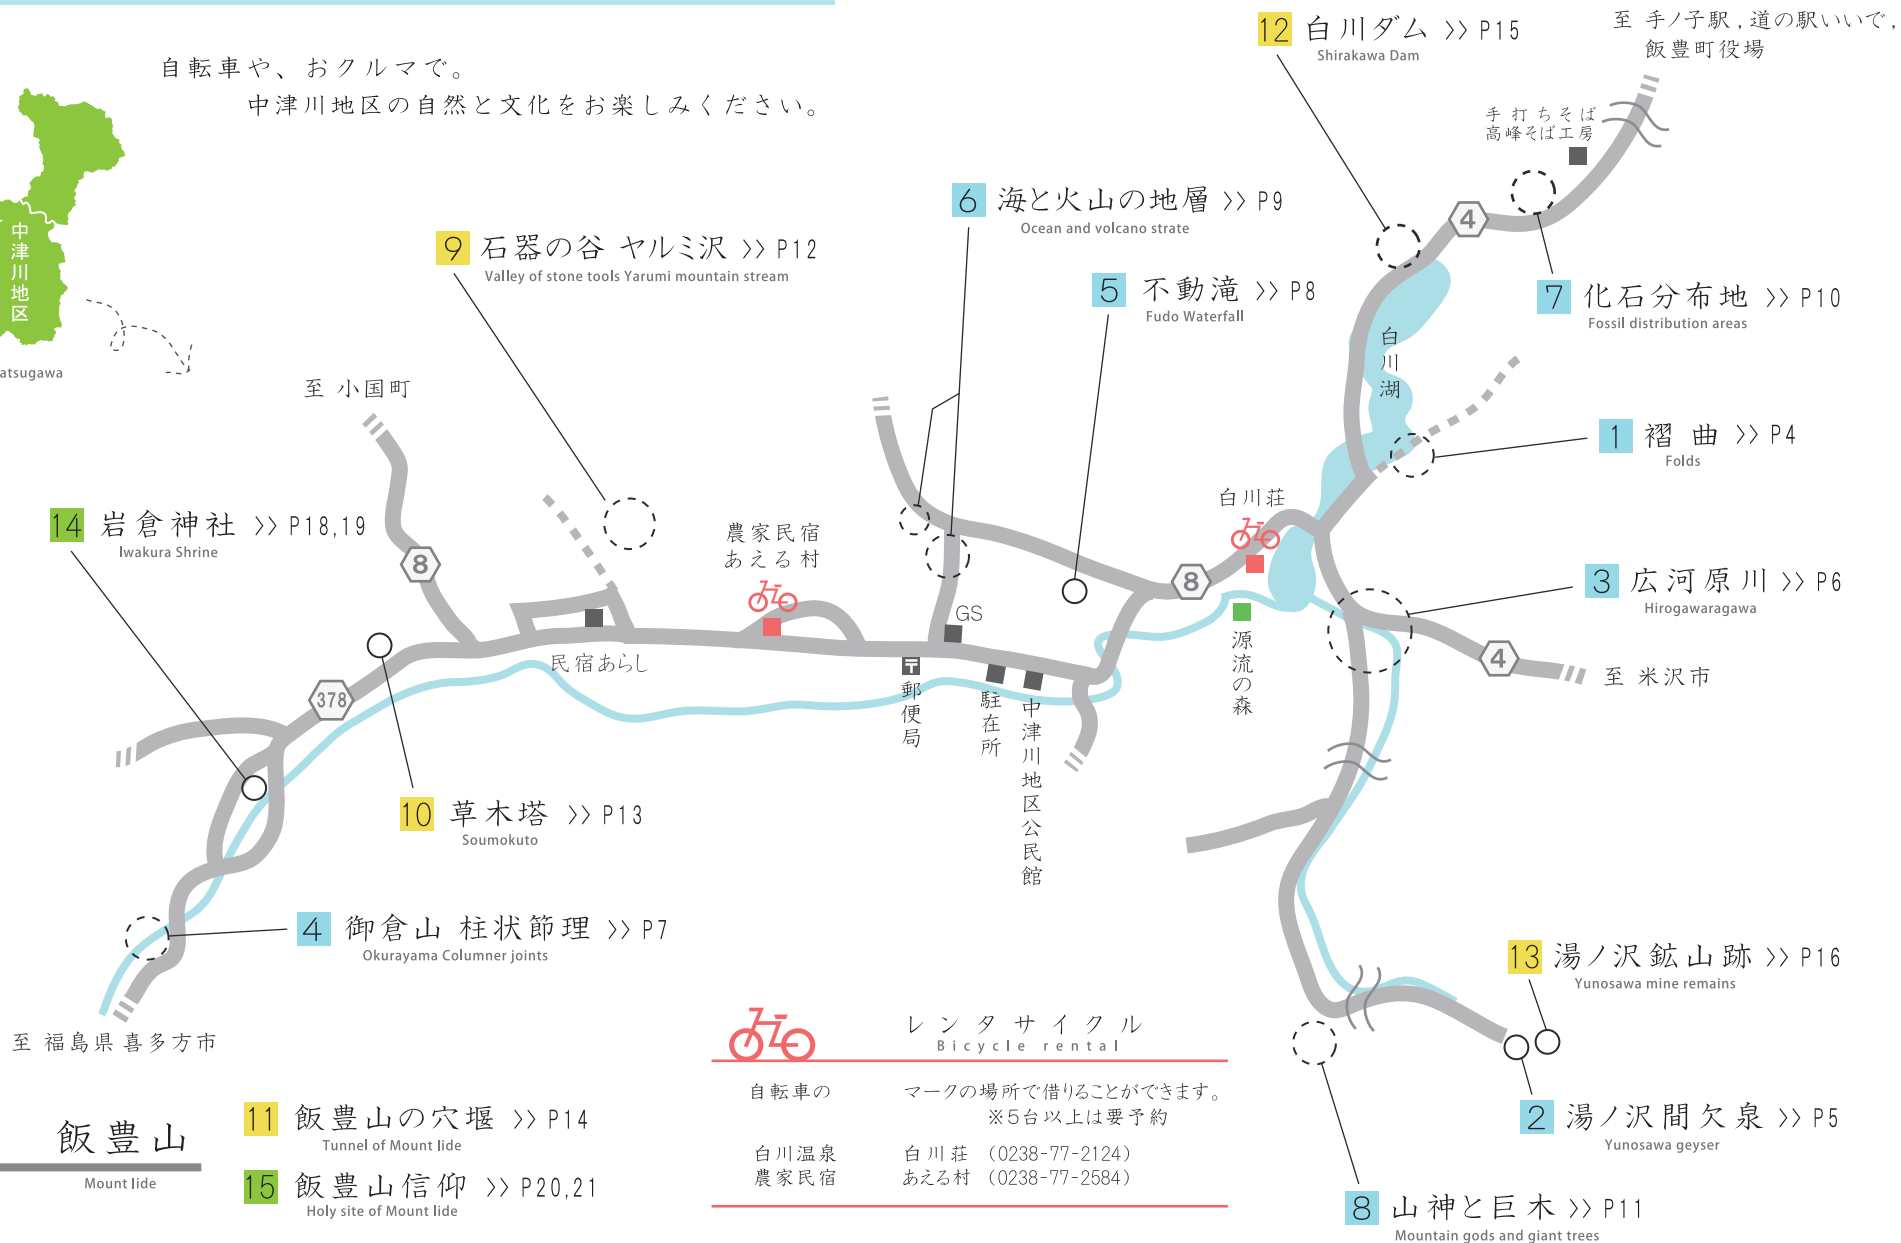 自転車や、おクルマで。
中津川地区の自然と文化をお楽しみください。
中津川地区
atsugawa
12 白川ダム >> P15
Shirakawa Dam
至 手ノ子駅，道の駅いいで，
飯豊町役場
手打ちそば
高峰そば工房
6 海と火山の地層 >> P9
Ocean and volcano strate
9 石器の谷 ヤルミ沢 >> P12
Valley of stone tools Yarumi mountain stream
4
5 不動滝 >> P8
Fudo Waterfall
7 化石分布地 >> P10
Fossil distribution areas
白川湖
至 小国町
1 褶 曲 >> P4
Folds
白川荘
14 岩倉神社 >> P18,19
Iwakura Shrine
農家民宿
あえる村
8
8
3 広河原川 >> P6
Hirogawaragawa
GS
民宿あらし
〒
郵便局
駐在所
中津川地区公民館
源流の森
4
至 米沢市
378
10 草木塔 >> P13
Soumokuto
4 御倉山 柱状節理 >> P7
Okurayama Columner joints
13 湯ノ沢鉱山跡 >> P16
Yunosawa mine remains
至 福島県 喜多方市
2 湯ノ沢間欠泉 >> P5
Yunosawa geyser
8 山神と巨木 >> P11
Mountain gods and giant trees
飯豊山
Mount Iide
11 飯豊山の穴堰 >> P14
Tunnel of Mount Iide
15 飯豊山信仰 >> P20,21
Holy site of Mount Iide
レンタサイクル
Bicycle rental
自転車の マークの場所で借りることができます。
※5台以上は要予約
白川温泉 白川荘 (0238-77-2124)
農家民宿 あえる村 (0238-77-2584)